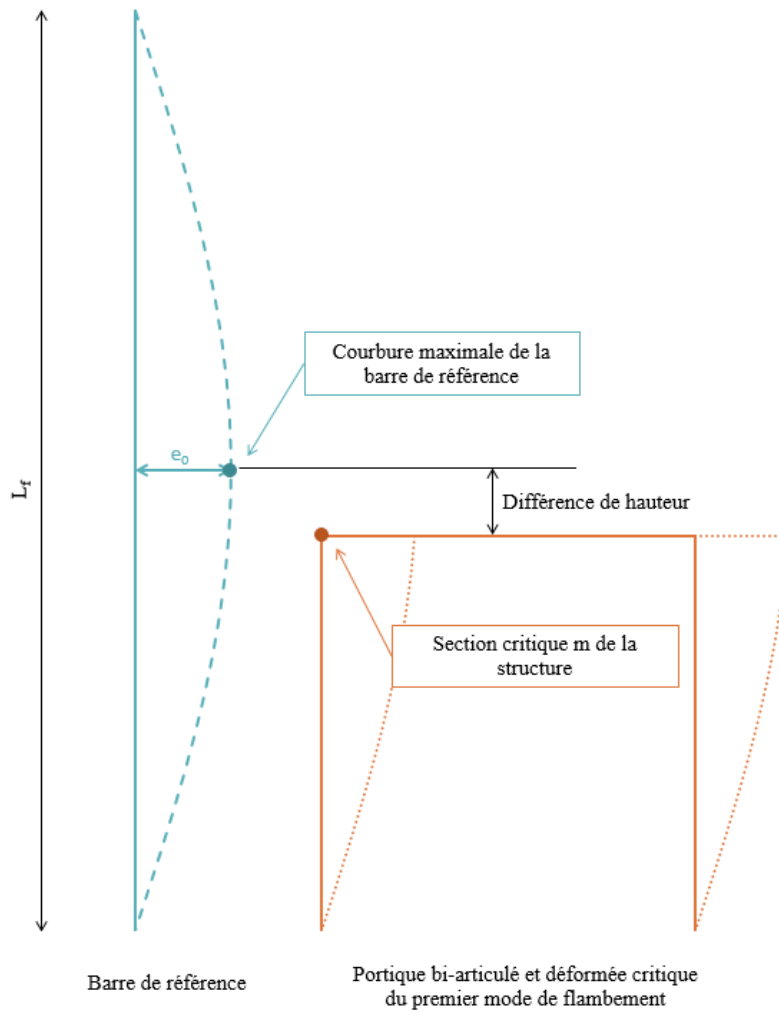 Courbure maximale de la
barre de référence
e₀
L_f
Différence de hauteur
Section critique m de la
structure
Barre de référence
Portique bi-articulé et déformée critique
du premier mode de flambement